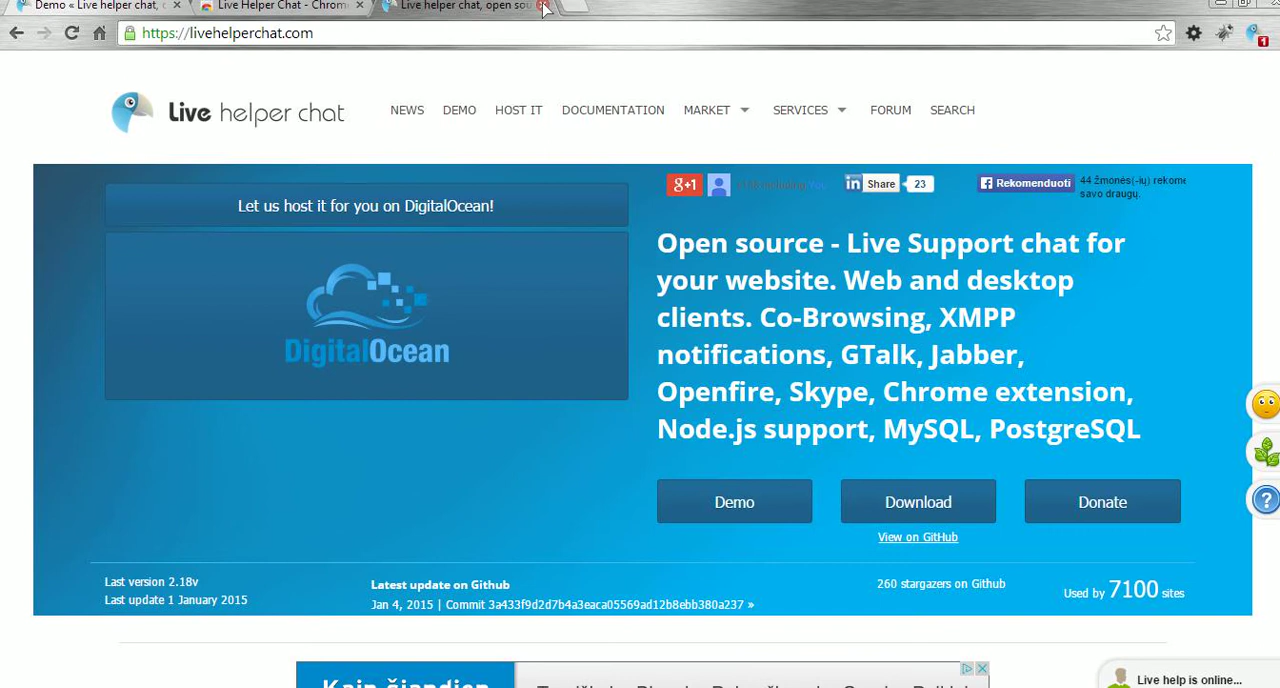 Demo « Live helper chat,
Live Helper Chat - Chrom
Live helper chat, open sou
https://livehelperchat.com
1
Live helper chat
NEWS DEMO HOST IT DOCUMENTATION MARKET SERVICES FORUM SEARCH
Let us host it for you on DigitalOcean!
DigitalOcean
g+1
You
in Share 23
Rekomenduoti
44 žmonės(-ių) rekome
savo draugų.
Open source - Live Support chat for
your website. Web and desktop
clients. Co-Browsing, XMPP
notifications, GTalk, Jabber,
Openfire, Skype, Chrome extension,
Node.js support, MySQL, PostgreSQL
Demo Download Donate
View on GitHub
Last version 2.18v
Last update 1 January 2015
Latest update on Github
Jan 4, 2015 | Commit 3a433f9d2d7b4a3eaca05569ad12b8ebb380a237 »
260 stargazers on Github
Used by 7100 sites
Live help is online...